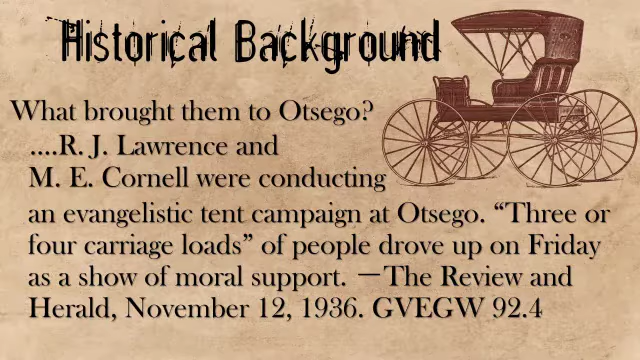 Historical Background
What brought them to Otsego?
....R. J. Lawrence and
M. E. Cornell were conducting
an evangelistic tent campaign at Otsego. “Three or
four carriage loads” of people drove up on Friday
as a show of moral support. —The Review and
Herald, November 12, 1936. GVEGW 92.4